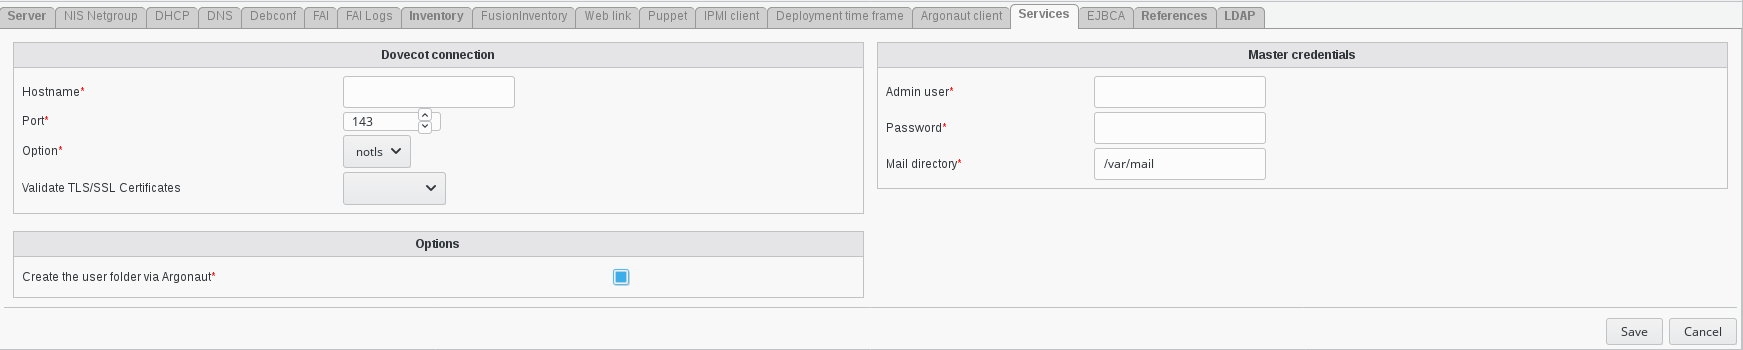 Server NIS Netgroup DHCP DNS Debconf FAI FAI Logs Inventory FusionInventory Web link Puppet IPMI client Deployment time frame Argonaut client Services EJBCA References LDAP
Dovecot connection
Hostname*
Port* 143
Option* notls
Validate TLS/SSL Certificates
Master credentials
Admin user*
Password*
Mail directory* /var/mail
Options
Create the user folder via Argonaut*
Save Cancel